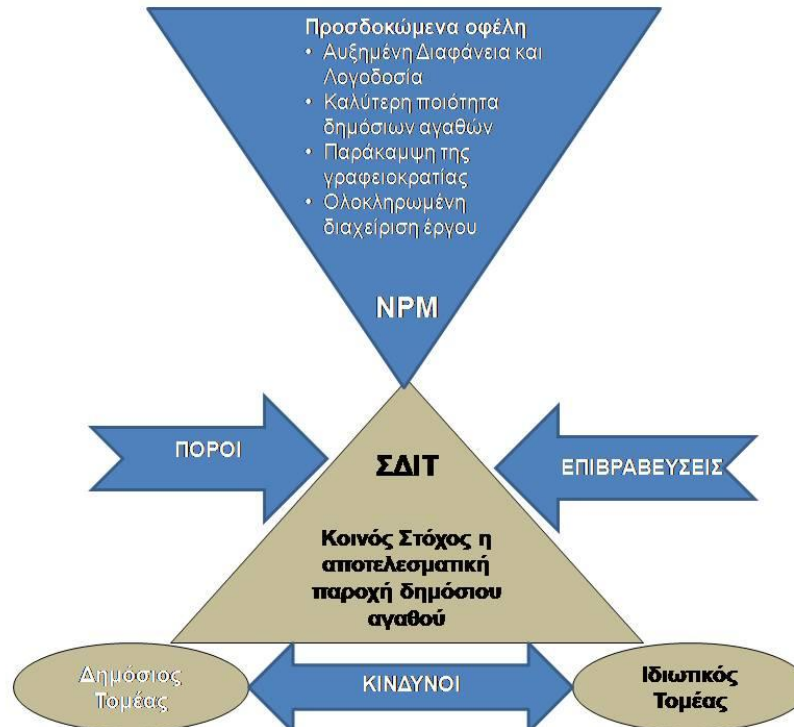 Προσδοκώμενα οφέλη
• Αυξημένη Διαφάνεια και
Λογοδοσία
• Καλύτερη ποιότητα
δημόσιων αγαθών
• Παράκαμψη της
γραφειοκρατίας
• Ολοκληρωμένη
διαχείριση έργου
NPM
ΠΟΡΟΙ
ΣΔΙΤ
ΕΠΙΒΡΑΒΕΥΣΕΙΣ
Κοινός Στόχος η
αποτελεσματική
παροχή δημόσιου
αγαθού
Δημόσιος
Τομέας
ΚΙΝΔΥΝΟΙ
Ιδιωτικός
Τομέας